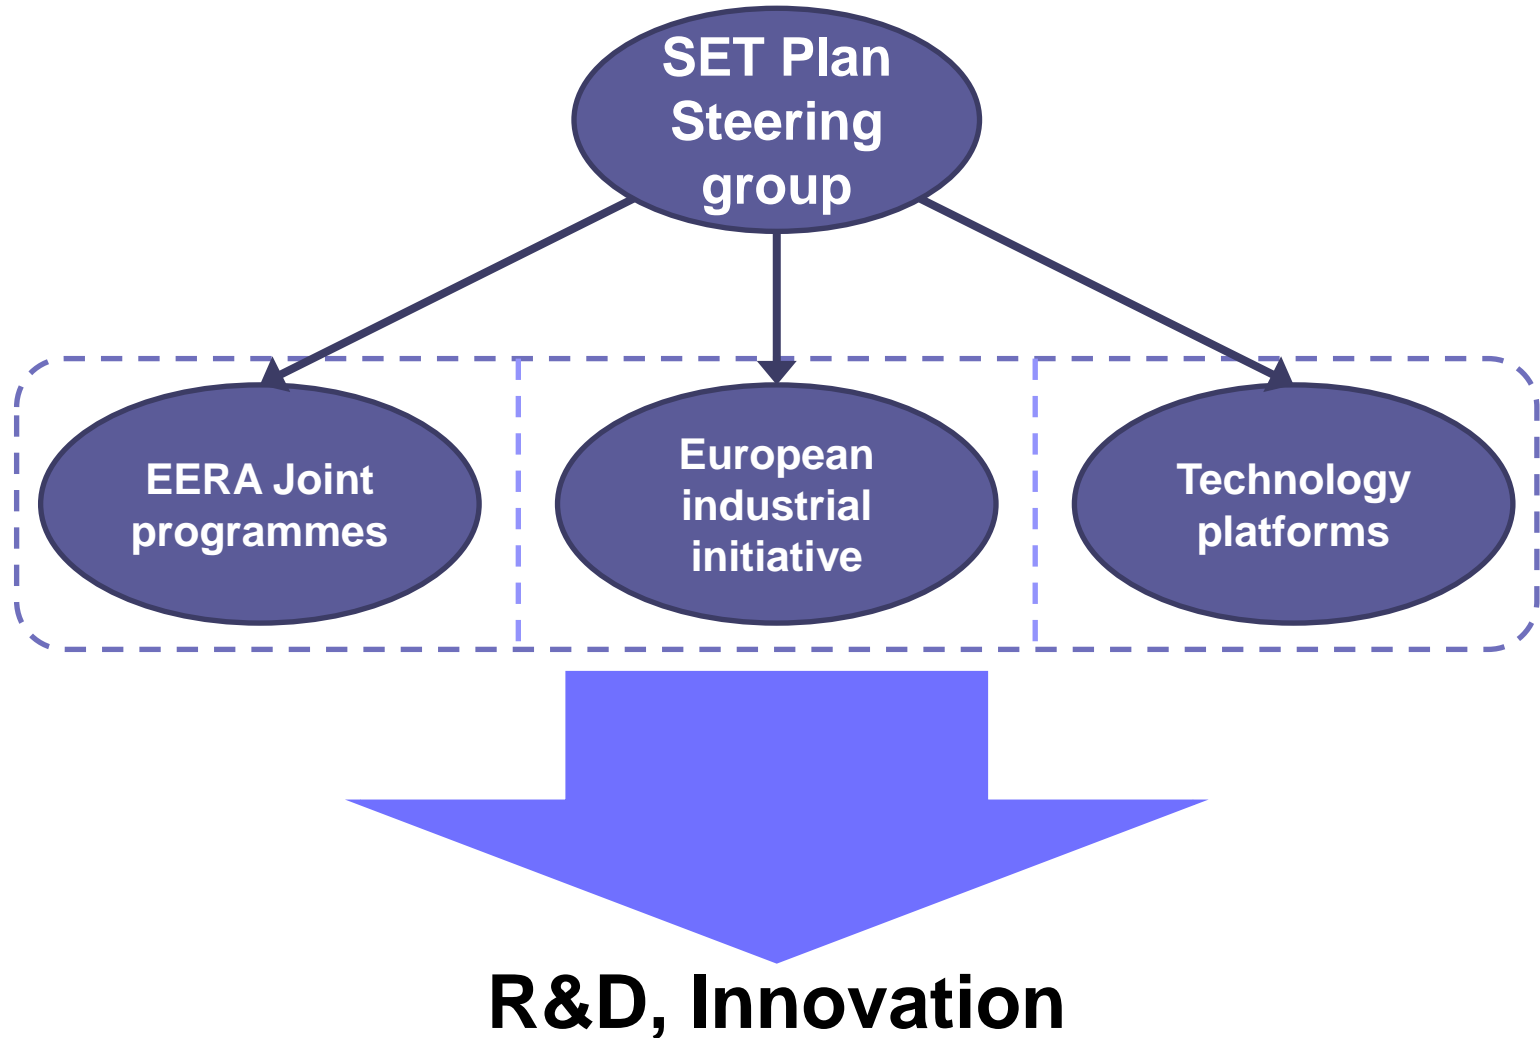 SET Plan
Steering
group
EERA Joint
programmes
European
industrial
initiative
Technology
platforms
R&D, Innovation